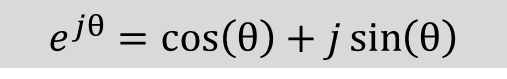 e^{jθ} = cos(θ) + j sin(θ)